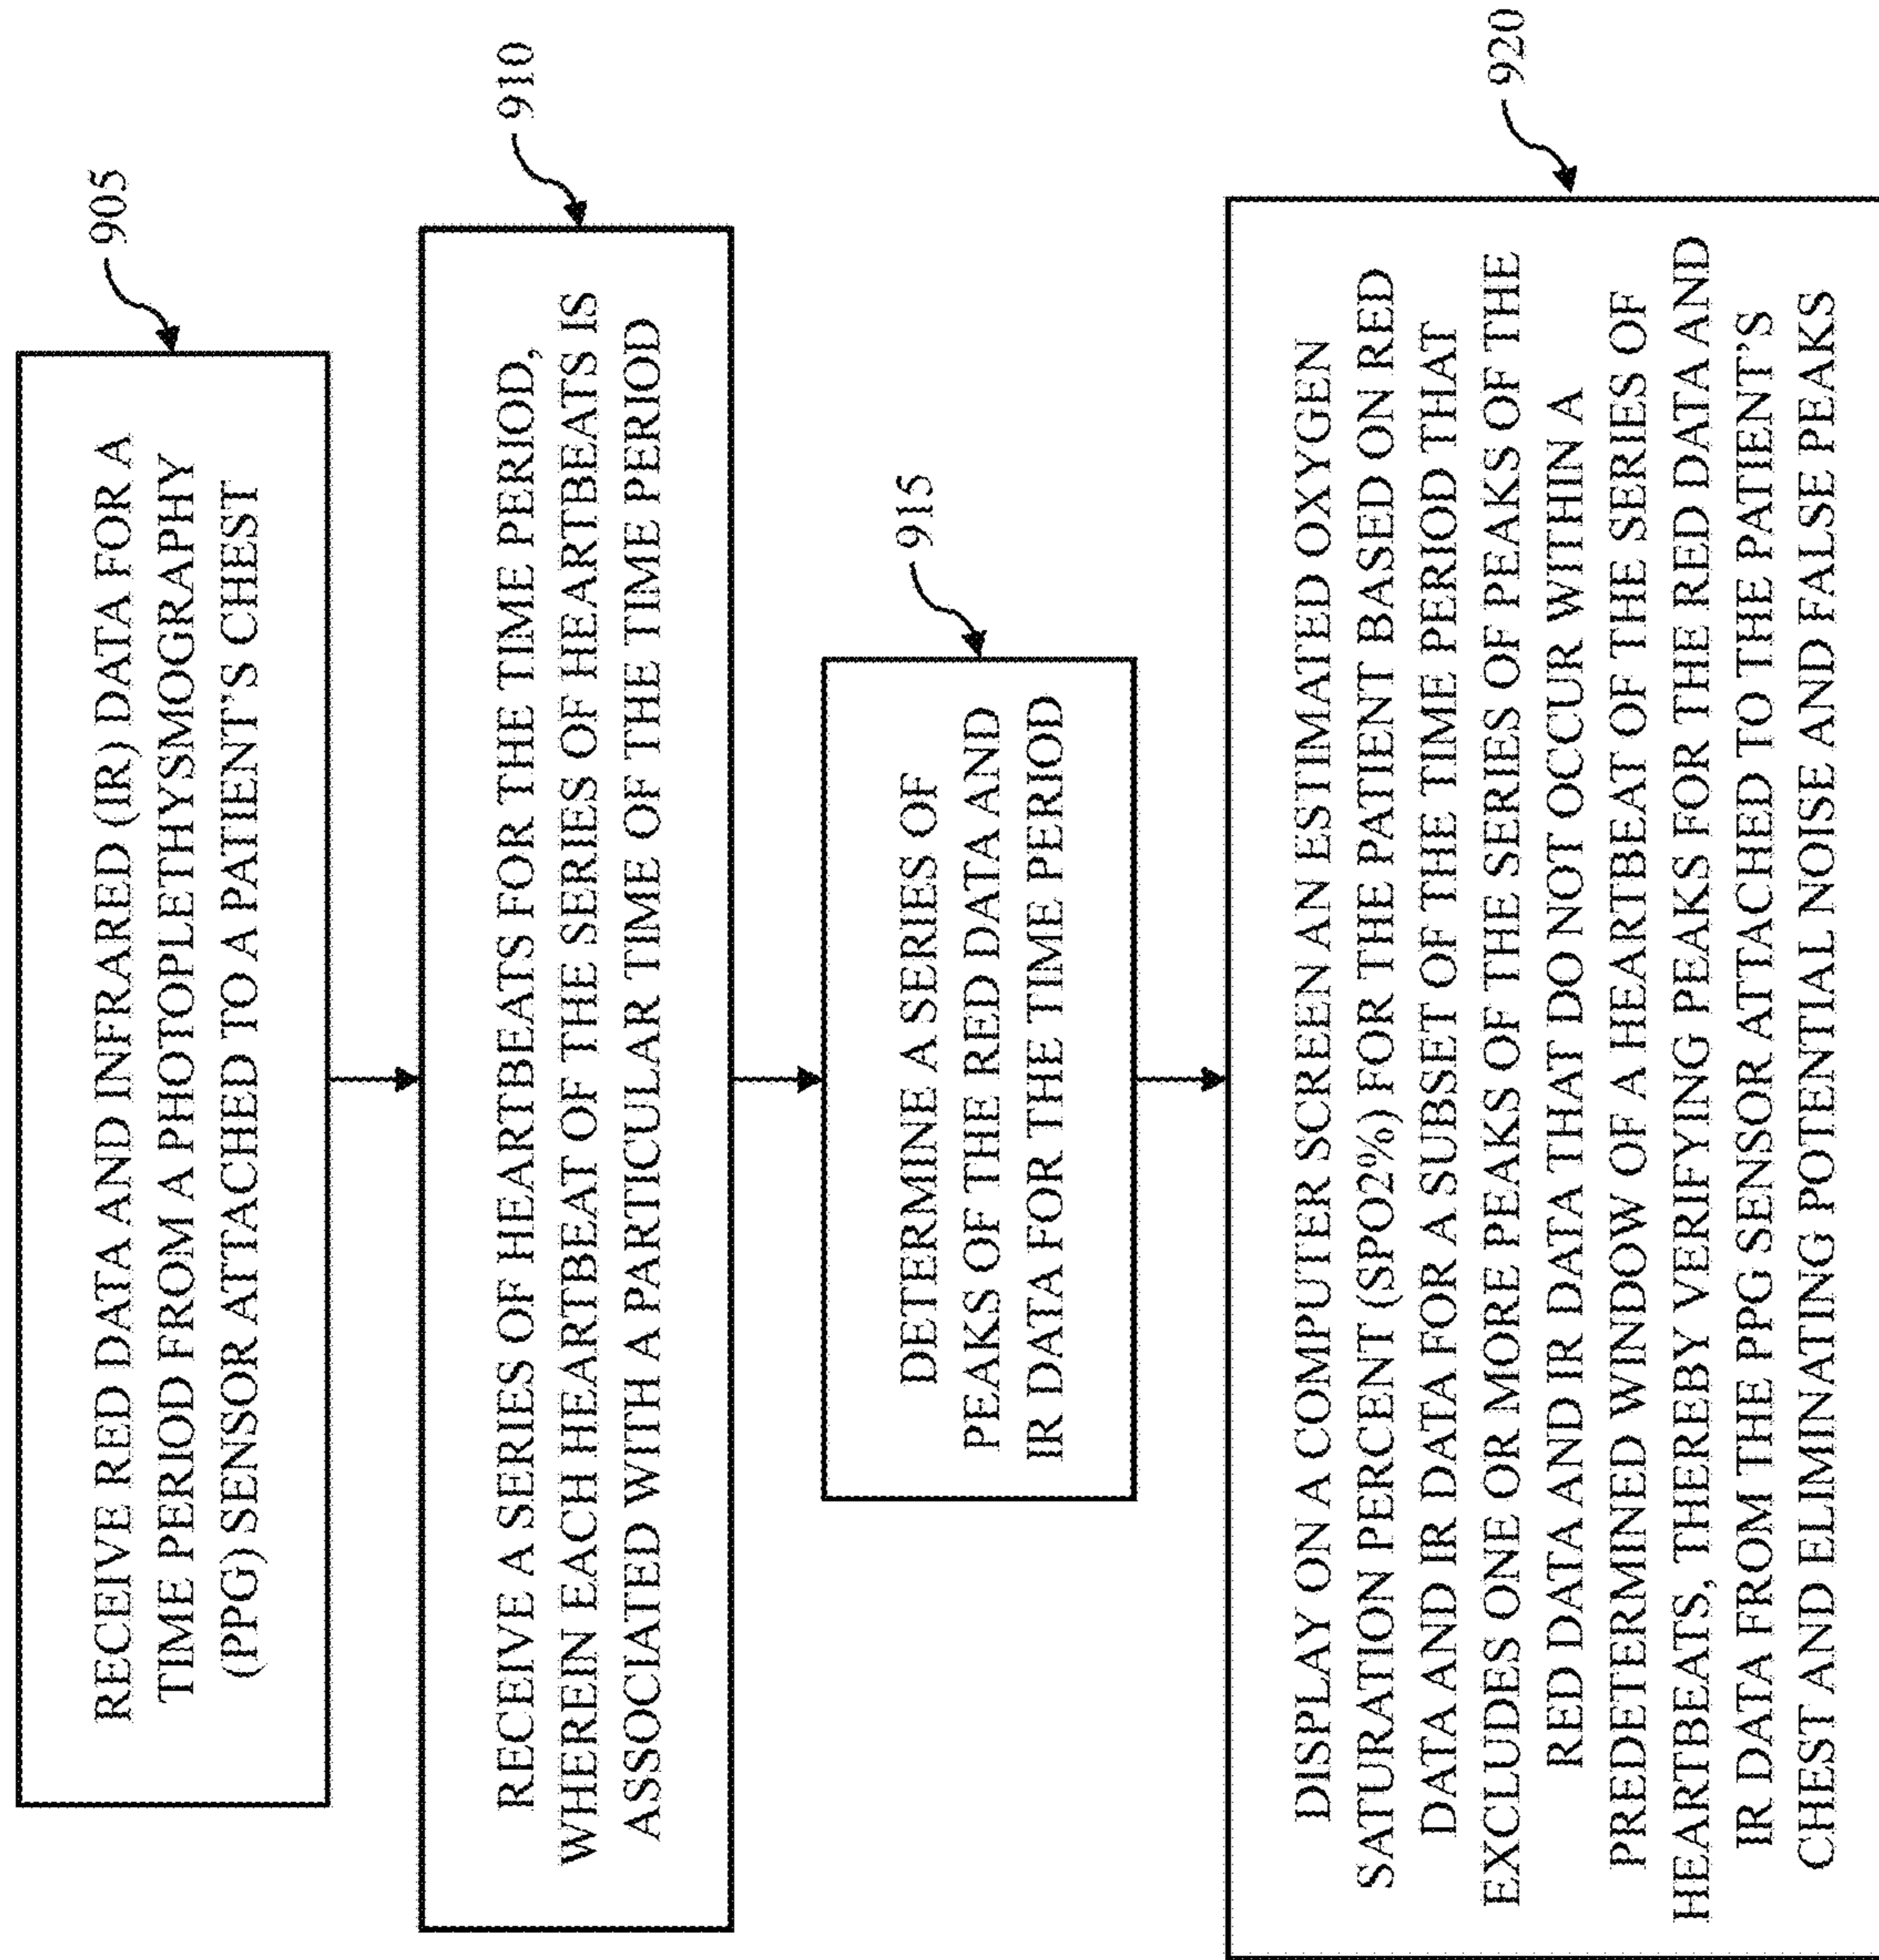 905
RECEIVE RED DATA AND INFRARED (IR) DATA FOR A
TIME PERIOD FROM A PHOTOPLETHYSMOGRAPHY
(PPG) SENSOR ATTACHED TO A PATIENT'S CHEST
910
RECEIVE A SERIES OF HEARTBEATS FOR THE TIME PERIOD,
WHEREIN EACH HEARTBEAT OF THE SERIES OF HEARTBEATS IS
ASSOCIATED WITH A PARTICULAR TIME OF THE TIME PERIOD
915
DETERMINE A SERIES OF
PEAKS OF THE RED DATA AND
IR DATA FOR THE TIME PERIOD
920
DISPLAY ON A COMPUTER SCREEN AN ESTIMATED OXYGEN
SATURATION PERCENT (SPO2%) FOR THE PATIENT BASED ON RED
DATA AND IR DATA FOR A SUBSET OF THE TIME PERIOD THAT
EXCLUDES ONE OR MORE PEAKS OF THE SERIES OF PEAKS OF THE
RED DATA AND IR DATA THAT DO NOT OCCUR WITHIN A
PREDETERMINED WINDOW OF A HEARTBEAT OF THE SERIES OF
HEARTBEATS, THEREBY VERIFYING PEAKS FOR THE RED DATA AND
IR DATA FROM THE PPG SENSOR ATTACHED TO THE PATIENT'S
CHEST AND ELIMINATING POTENTIAL NOISE AND FALSE PEAKS